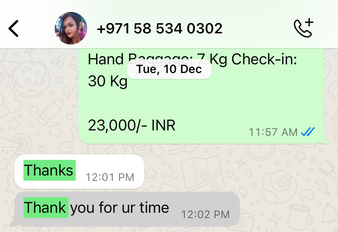 +971 58 534 0302
Hand Baggage: 7 Kg Check-in:
Tue, 10 Dec
30 Kg
23,000/- INR
11:57 AM
Thanks
12:01 PM
Thank you for ur time
12:02 PM